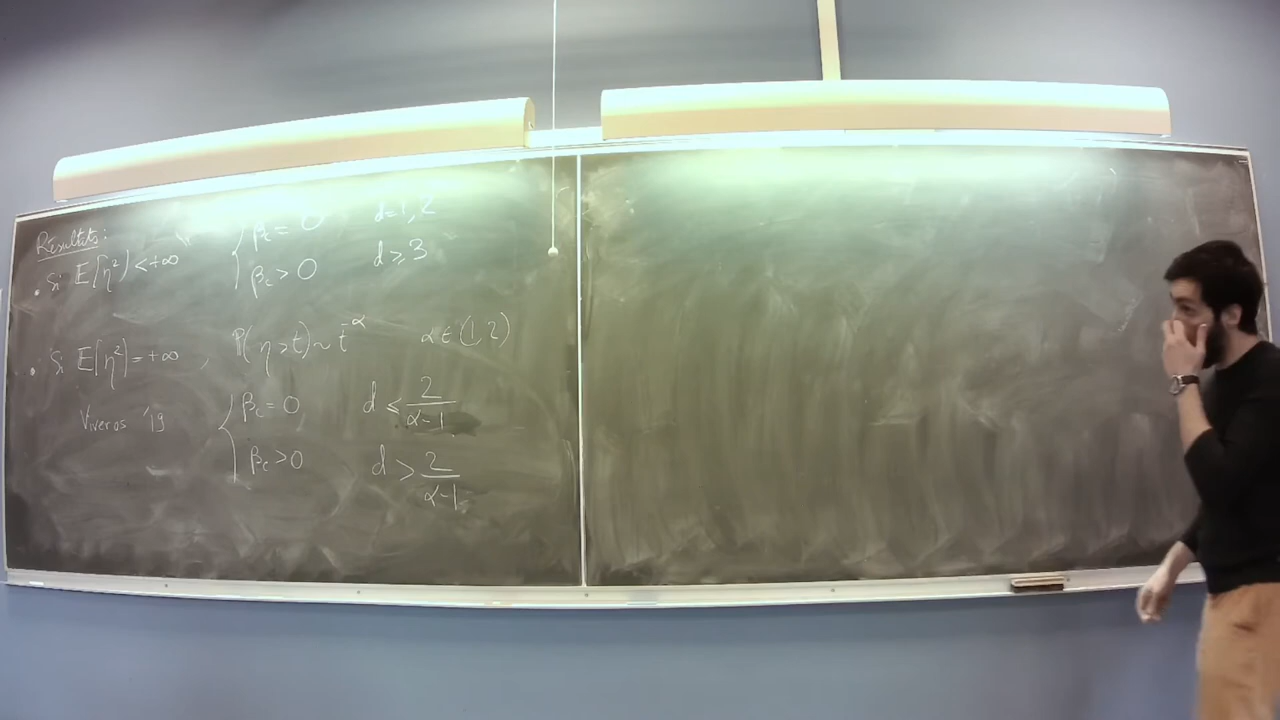 Résultats :
• Si E[η²) < +∞ { β_c = 0 d=1,2
β_c > 0 d ⩾ 3
• Si E[η²] = +∞ , P( η > t) ~ t^{-α} α ∈ (1,2)
Viveros '19 { β_c = 0 d ⩽ 2/(α-1)
β_c > 0 d > 2/(α-1)